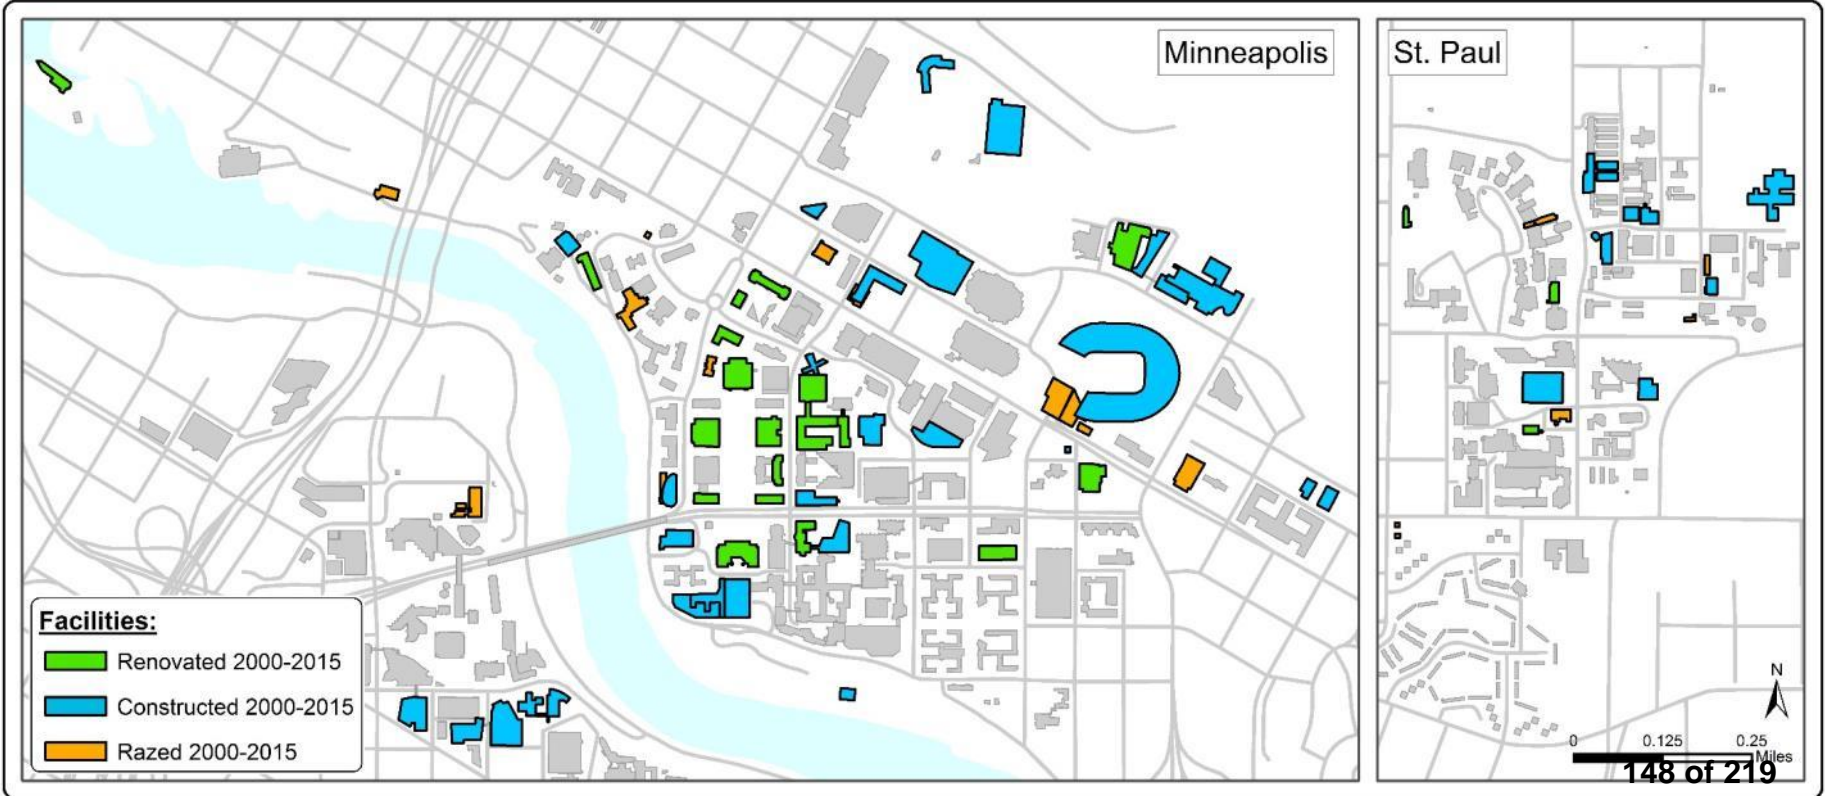 Minneapolis
St. Paul
Facilities:
Renovated 2000-2015
Constructed 2000-2015
Razed 2000-2015
N
0 0.125 0.25
Miles
148 of 219